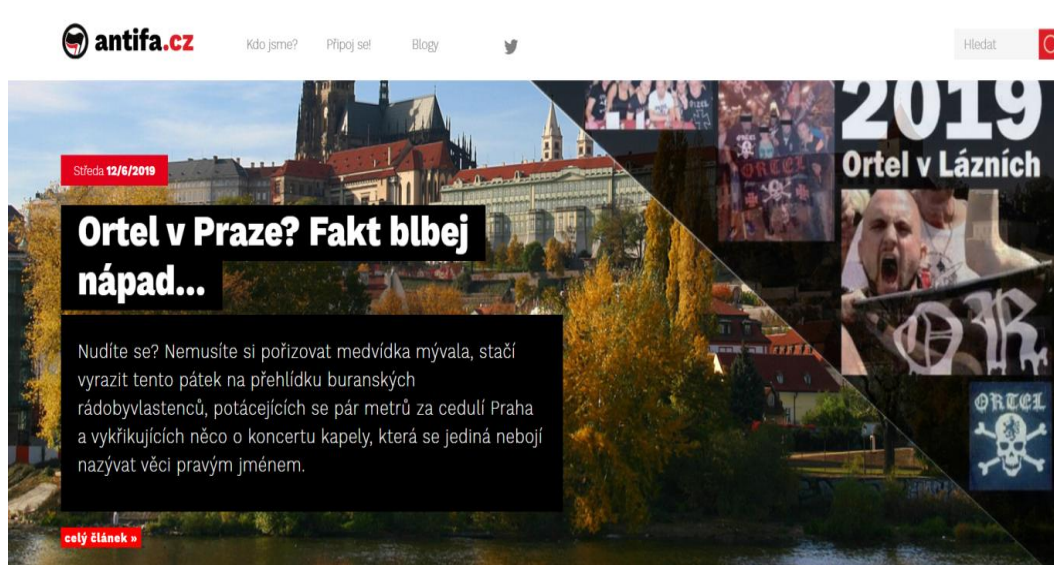 antifa.cz
Kdo jsme?
Připoj se!
Blogy
Hledat
Středa 12/6/2019
Ortel v Praze? Fakt blbej
nápad...
Nudíte se? Nemusíte si pořizovat medvídka mývala, stačí
vyrazit tento pátek na přehlídku buranských
rádobyvlastenců, potácejících se pár metrů za cedulí Praha
a vykřikujících něco o koncertu kapely, která se jediná nebojí
nazývat věci pravým jménem.
celý článek »
2019
Ortel v Lázních
ORTEL
OR
ORTEL